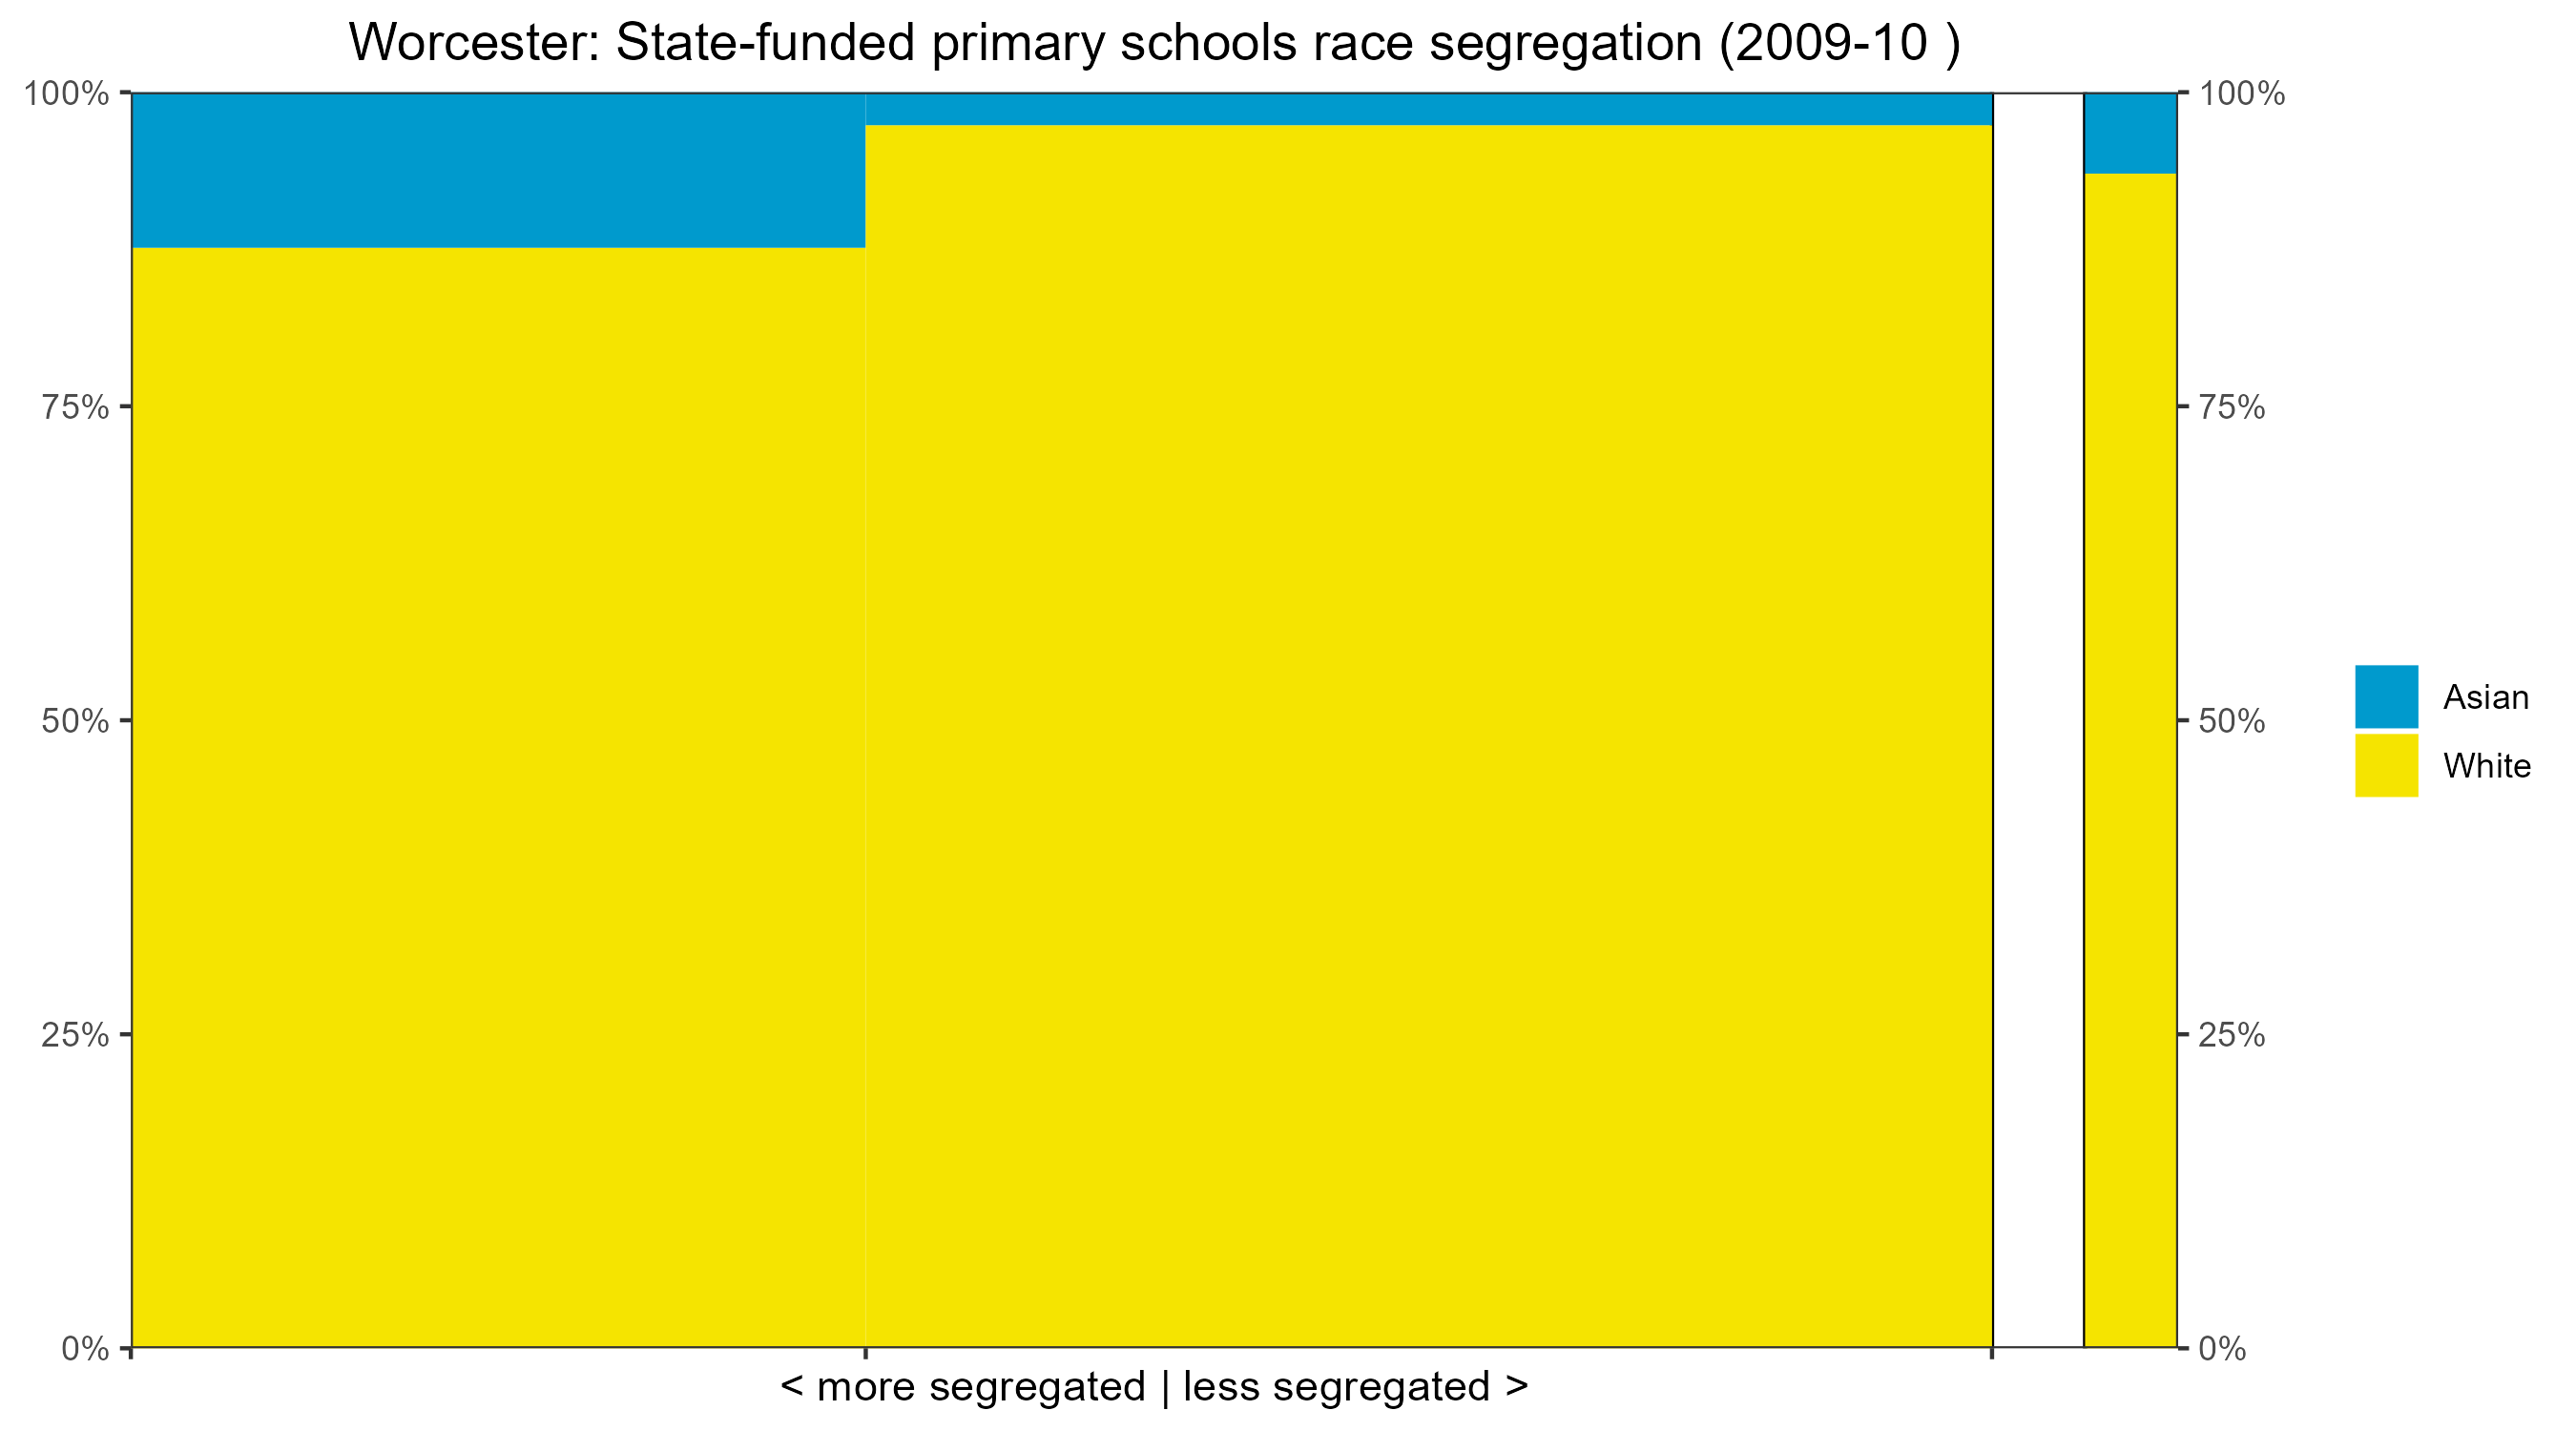 Worcester: State-funded primary schools race segregation (2009-10 )
100%
75%
50%
25%
0%
100%
75%
50%
25%
0%
Asian
White
< more segregated | less segregated >